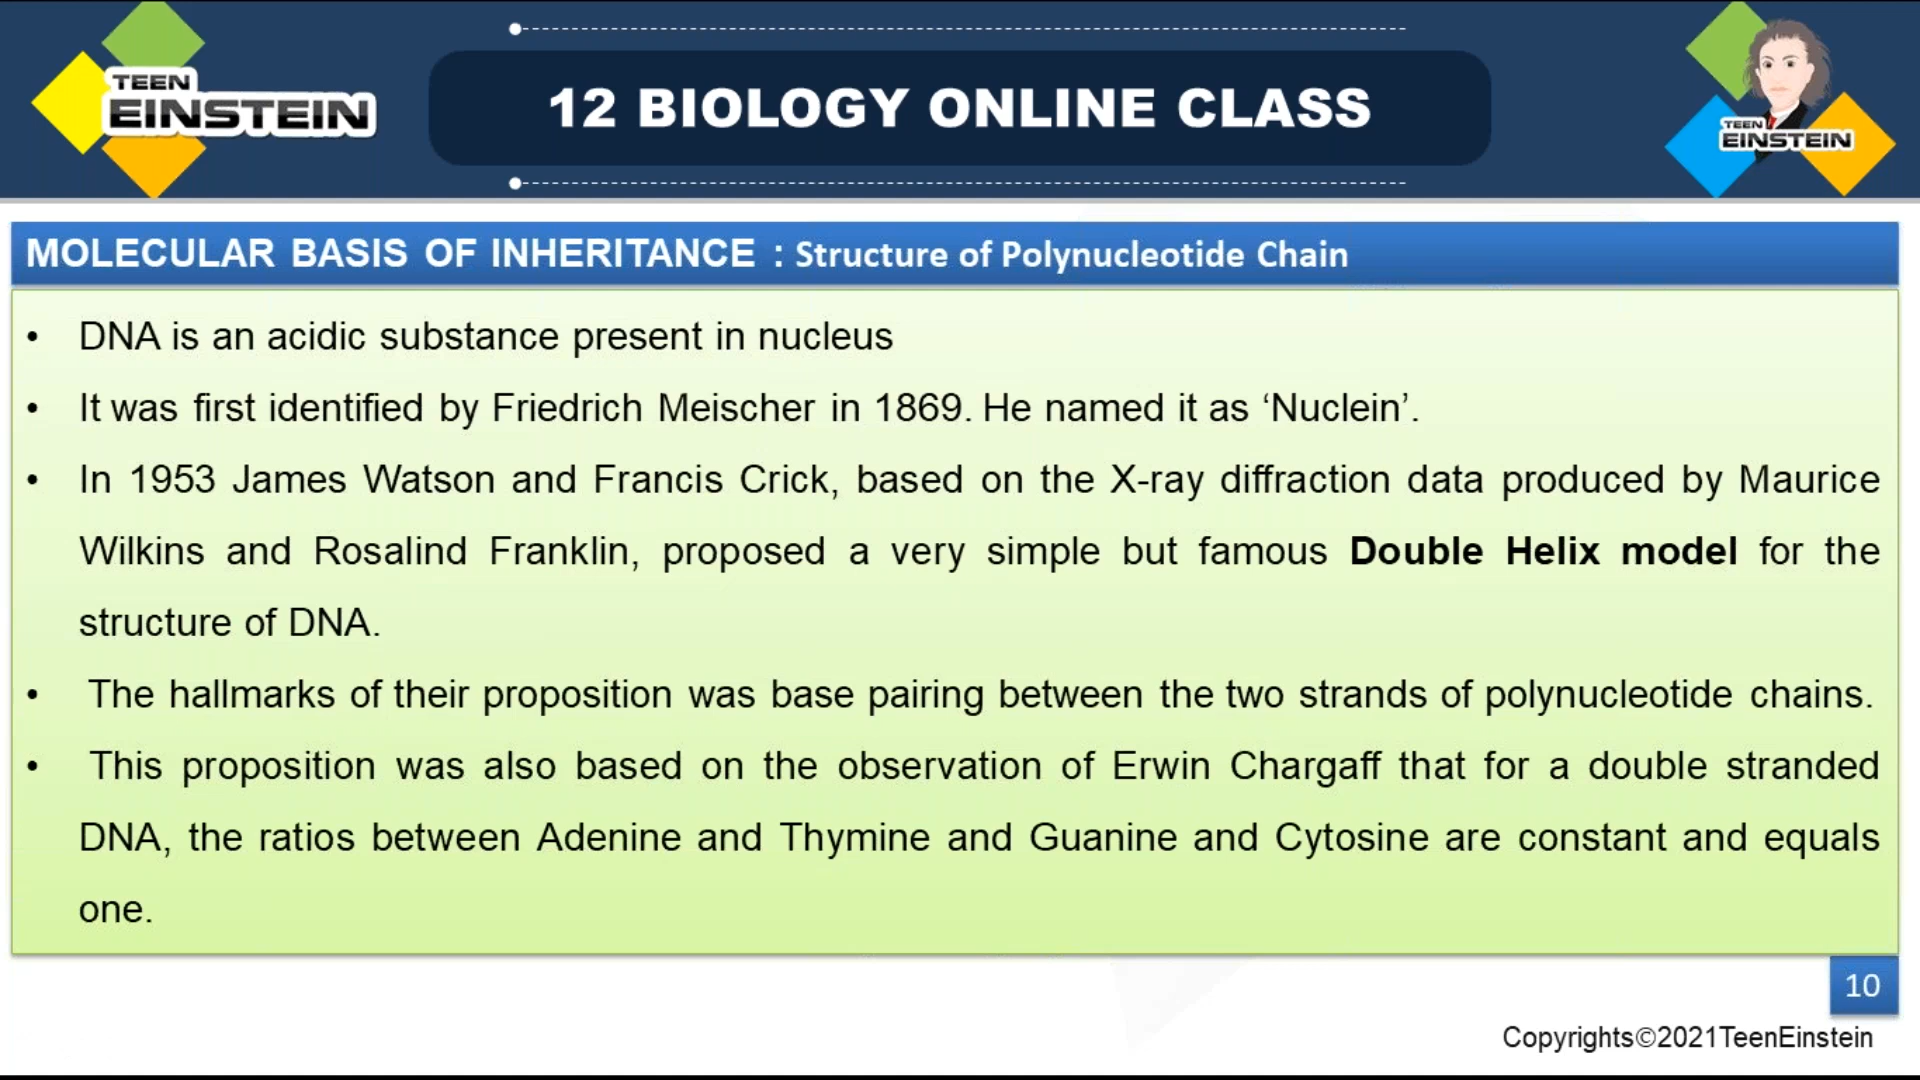 TEEN
EINSTEIN
12 BIOLOGY ONLINE CLASS
TEEN
EINSTEIN
MOLECULAR BASIS OF INHERITANCE : Structure of Polynucleotide Chain
• DNA is an acidic substance present in nucleus
• It was first identified by Friedrich Meischer in 1869. He named it as ‘Nuclein’.
• In 1953 James Watson and Francis Crick, based on the X-ray diffraction data produced by Maurice
Wilkins and Rosalind Franklin, proposed a very simple but famous Double Helix model for the
structure of DNA.
• The hallmarks of their proposition was base pairing between the two strands of polynucleotide chains.
• This proposition was also based on the observation of Erwin Chargaff that for a double stranded
DNA, the ratios between Adenine and Thymine and Guanine and Cytosine are constant and equals
one.
10
Copyrights©2021TeenEinstein